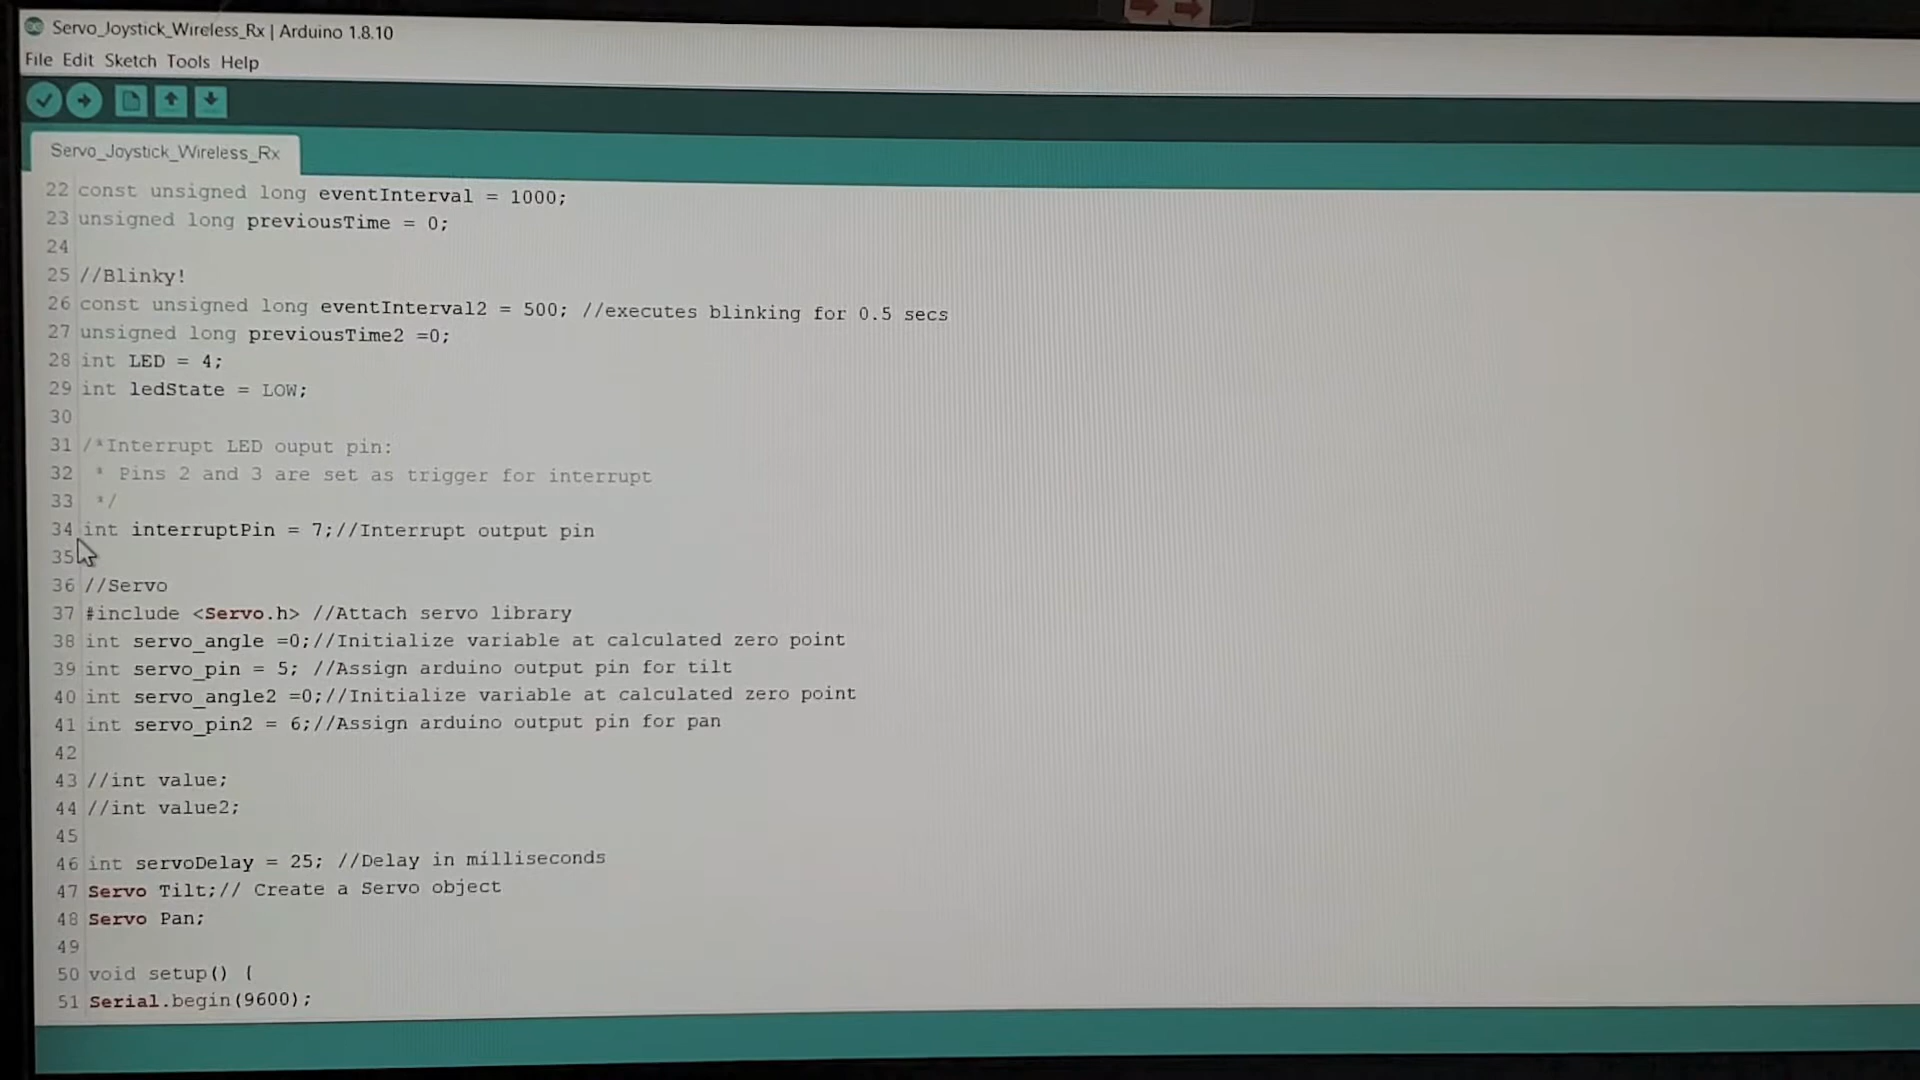 Servo_Joystick_Wireless_Rx | Arduino 1.8.10
File Edit Sketch Tools Help
Servo_Joystick_Wireless_Rx
22 const unsigned long eventInterval = 1000;
23 unsigned long previousTime = 0;
24
25 //Blinky!
26 const unsigned long eventInterval2 = 500; //executes blinking for 0.5 secs
27 unsigned long previousTime2 =0;
28 int LED = 4;
29 int ledState = LOW;
30
31 /*Interrupt LED ouput pin:
32 * Pins 2 and 3 are set as trigger for interrupt
33 */
34 int interruptPin = 7;//Interrupt output pin
35
36 //Servo
37 #include <Servo.h> //Attach servo library
38 int servo_angle =0;//Initialize variable at calculated zero point
39 int servo_pin = 5; //Assign arduino output pin for tilt
40 int servo_angle2 =0;//Initialize variable at calculated zero point
41 int servo_pin2 = 6;//Assign arduino output pin for pan
42
43 //int value;
44 //int value2;
45
46 int servoDelay = 25; //Delay in milliseconds
47 Servo Tilt;// Create a Servo object
48 Servo Pan;
49
50 void setup() {
51 Serial.begin(9600);